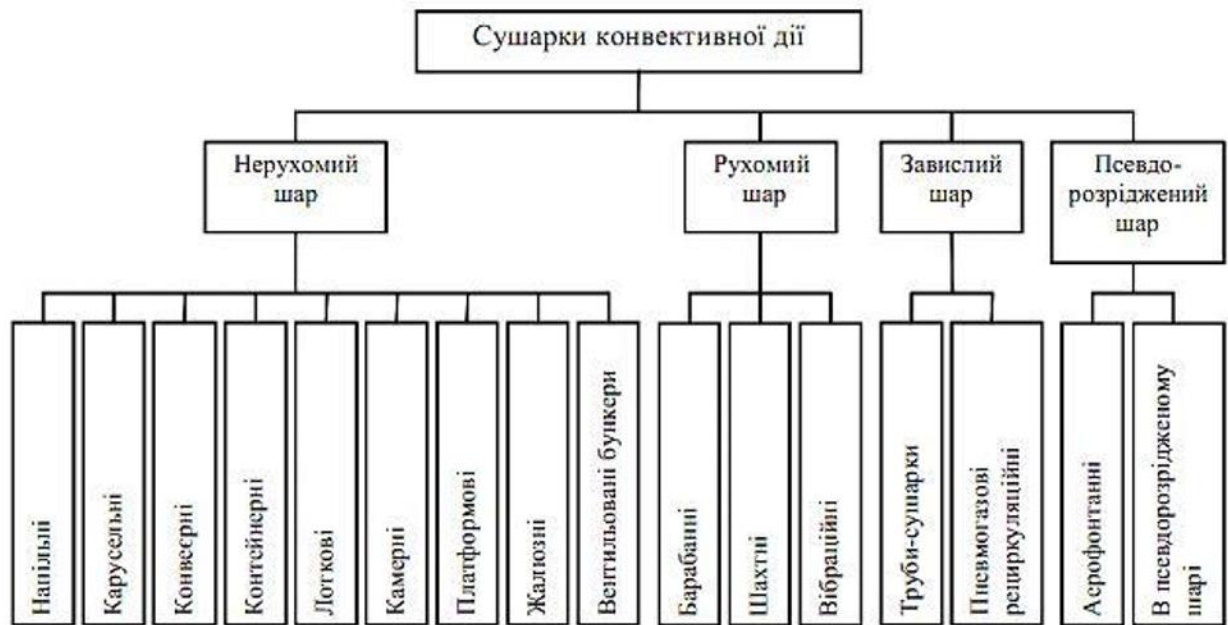 Сушарки конвективної дії
Нерухомий
шар
Рухомий
шар
Завислий
шар
Псевдо-
розріджений
шар
Напільні
Карусельні
Конвеєрні
Контейнерні
Лоткові
Камерні
Платформові
Жалюзні
Вентильовані бункери
Барабанні
Шахтні
Вібраційні
Труби-сушарки
Пневмогазові
рециркуляційні
Аерофонтанні
В псевдорозрідженому
шарі